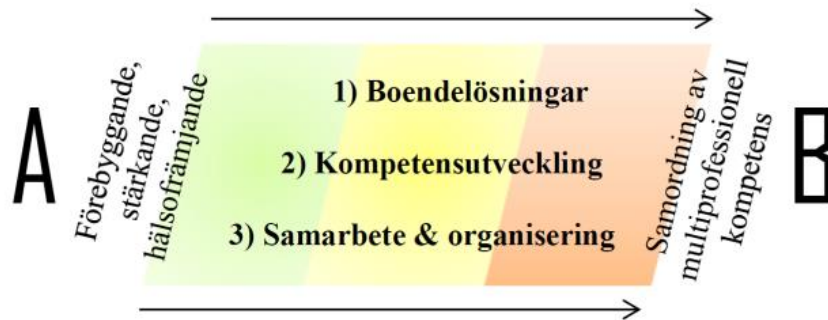 A
Förebyggande,
stärkande,
hälsofrämjande
1) Boendelösningar
2) Kompetensutveckling
3) Samarbete & organisering
Samordning av
multiprofessionell
kompetens
B